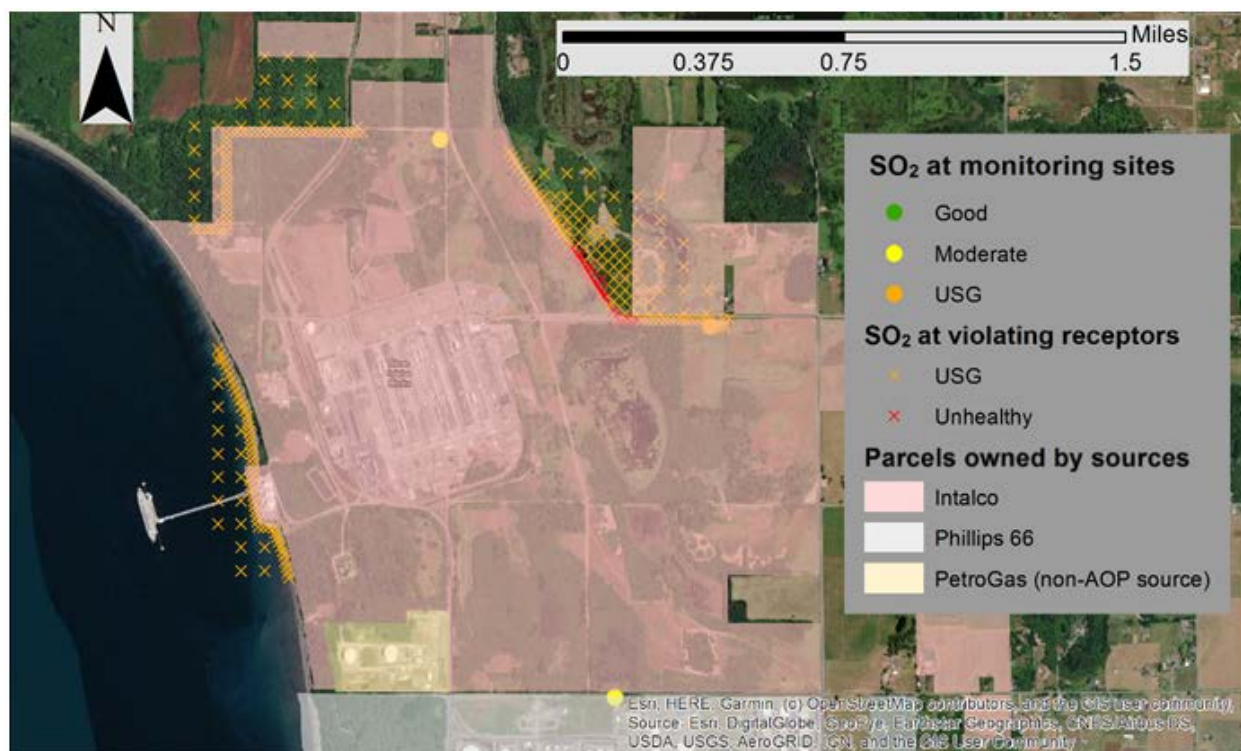 N
Miles
0 0.375 0.75 1.5
SO₂ at monitoring sites
Good
Moderate
USG
SO₂ at violating receptors
USG
Unhealthy
Parcels owned by sources
Intalco
Phillips 66
PetroGas (non-AOP source)
Esri, HERE, Garmin, (c) OpenStreetMap contributors, and the GIS user community,
Source: Esri, DigitalGlobe, GeoEye, Earthstar Geographics, CNES/Airbus DS,
USDA, USGS, AeroGRID, IGN, and the GIS User Community